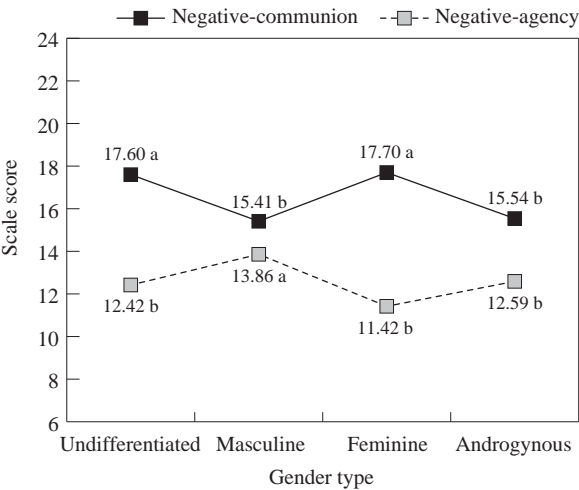 Negative-communion Negative-agency
24
22
20
18
16
14
12
10
8
6
Scale score
17.60 a
15.41 b
17.70 a
15.54 b
12.42 b
13.86 a
11.42 b
12.59 b
Undifferentiated Masculine Feminine Androgynous
Gender type